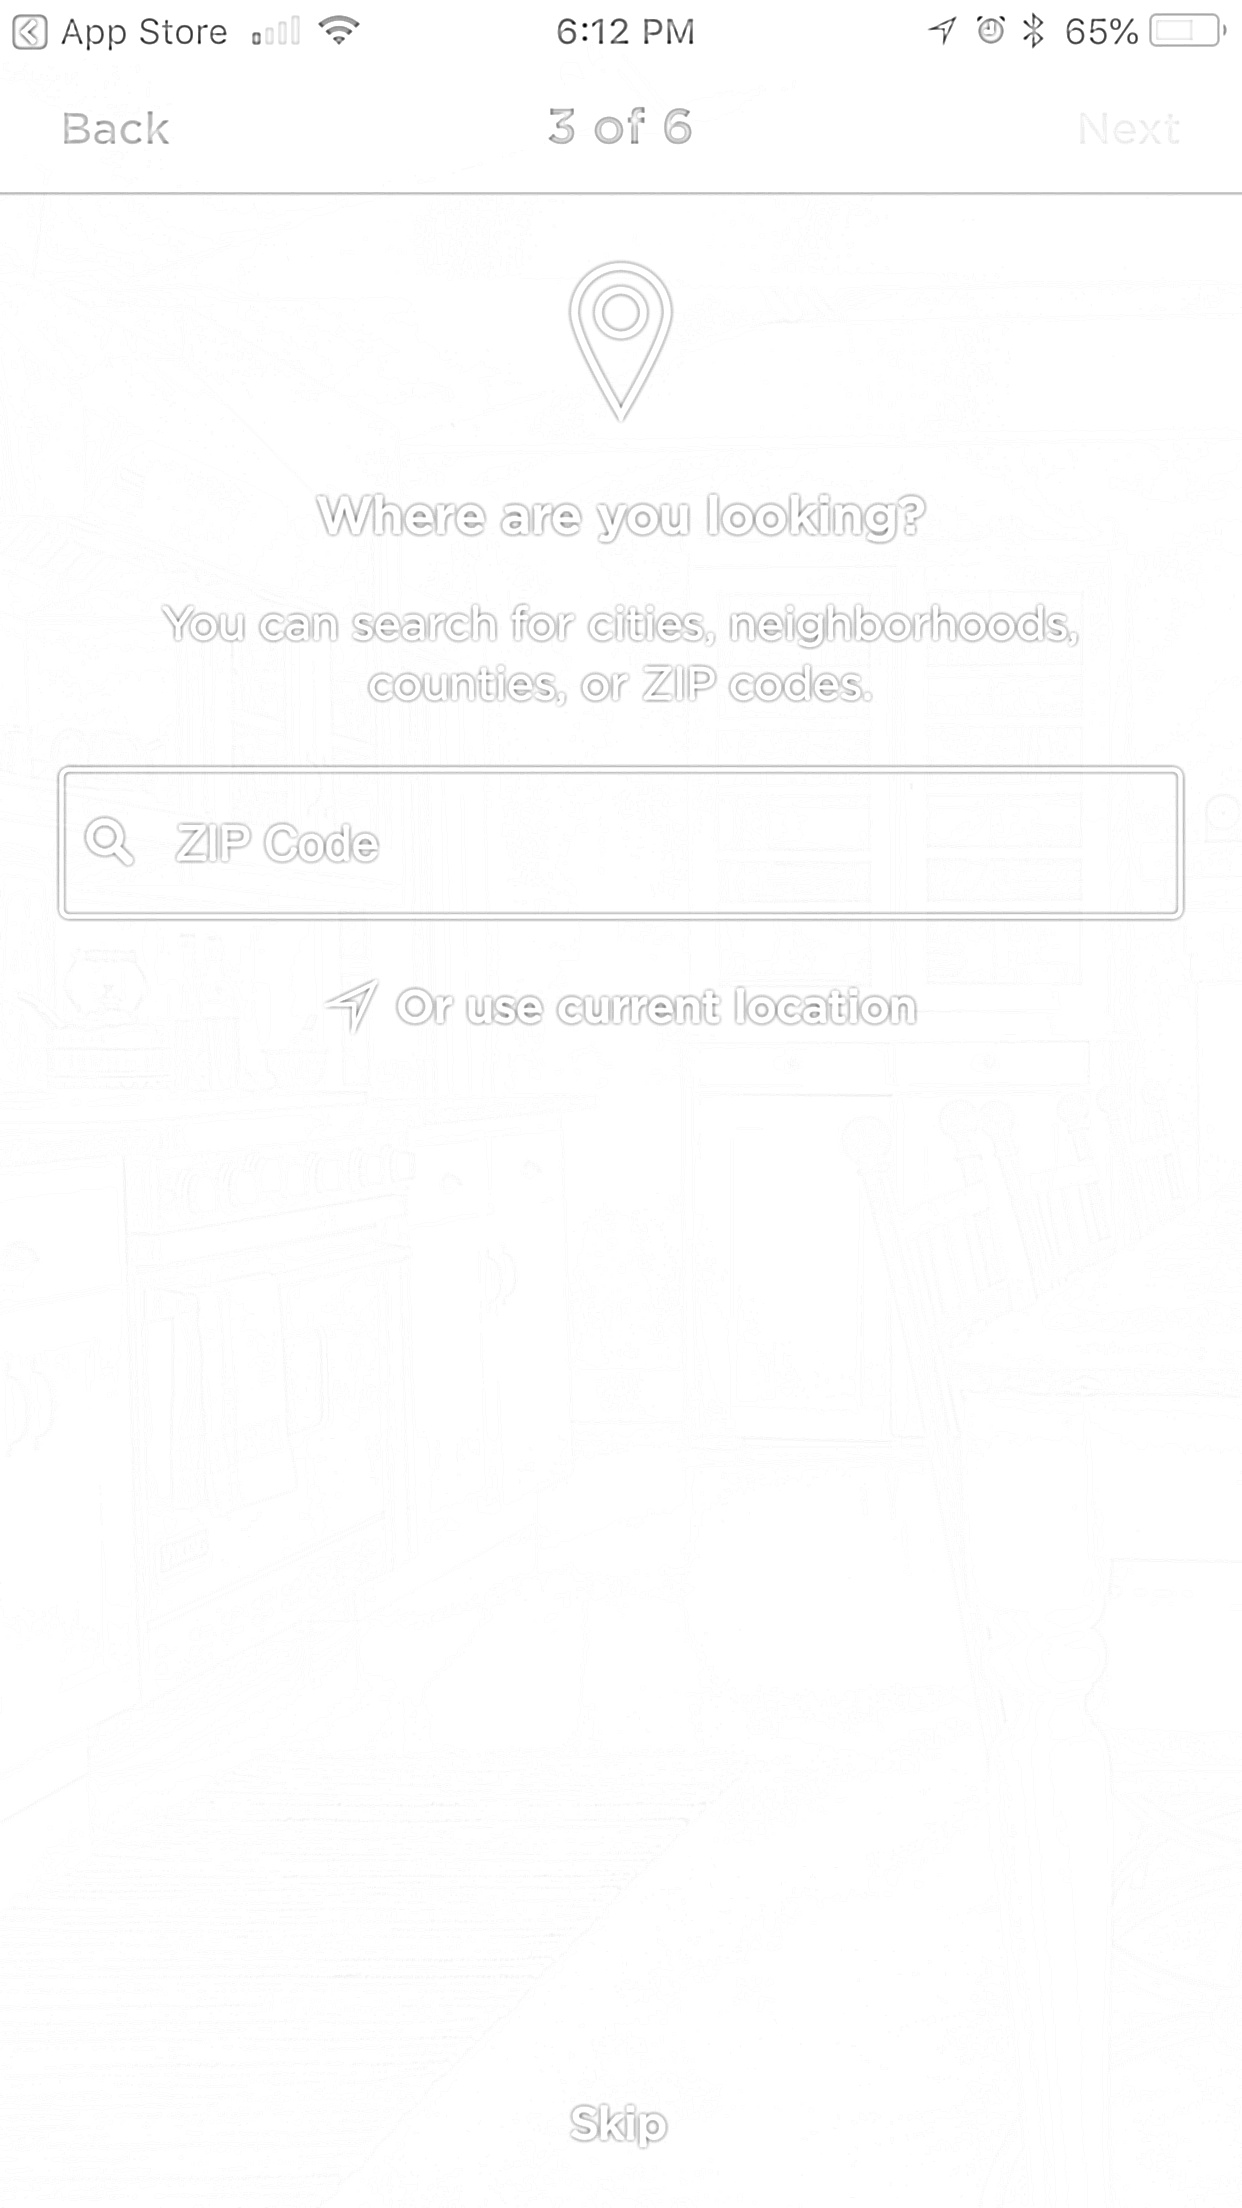 App Store 6:12 PM 65%
Back 3 of 6 Next
Where are you looking?
You can search for cities, neighborhoods,
counties, or ZIP codes.
ZIP Code
Or use current location
Skip